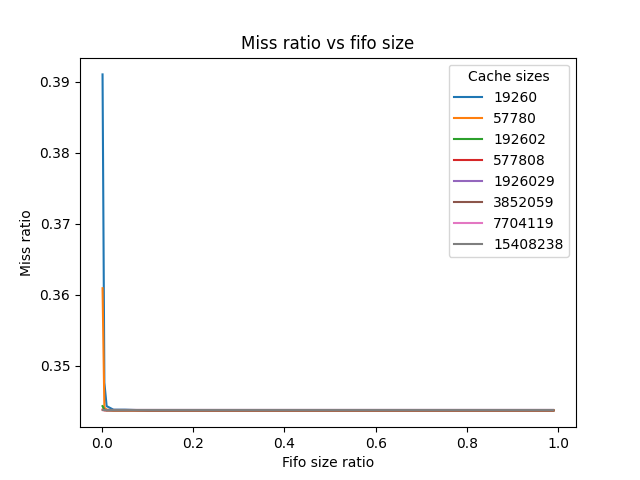 Miss ratio vs fifo size
Cache sizes
19260
57780
192602
577808
1926029
3852059
7704119
15408238
Miss ratio
0.39
0.38
0.37
0.36
0.35
0.0 0.2 0.4 0.6 0.8 1.0
Fifo size ratio